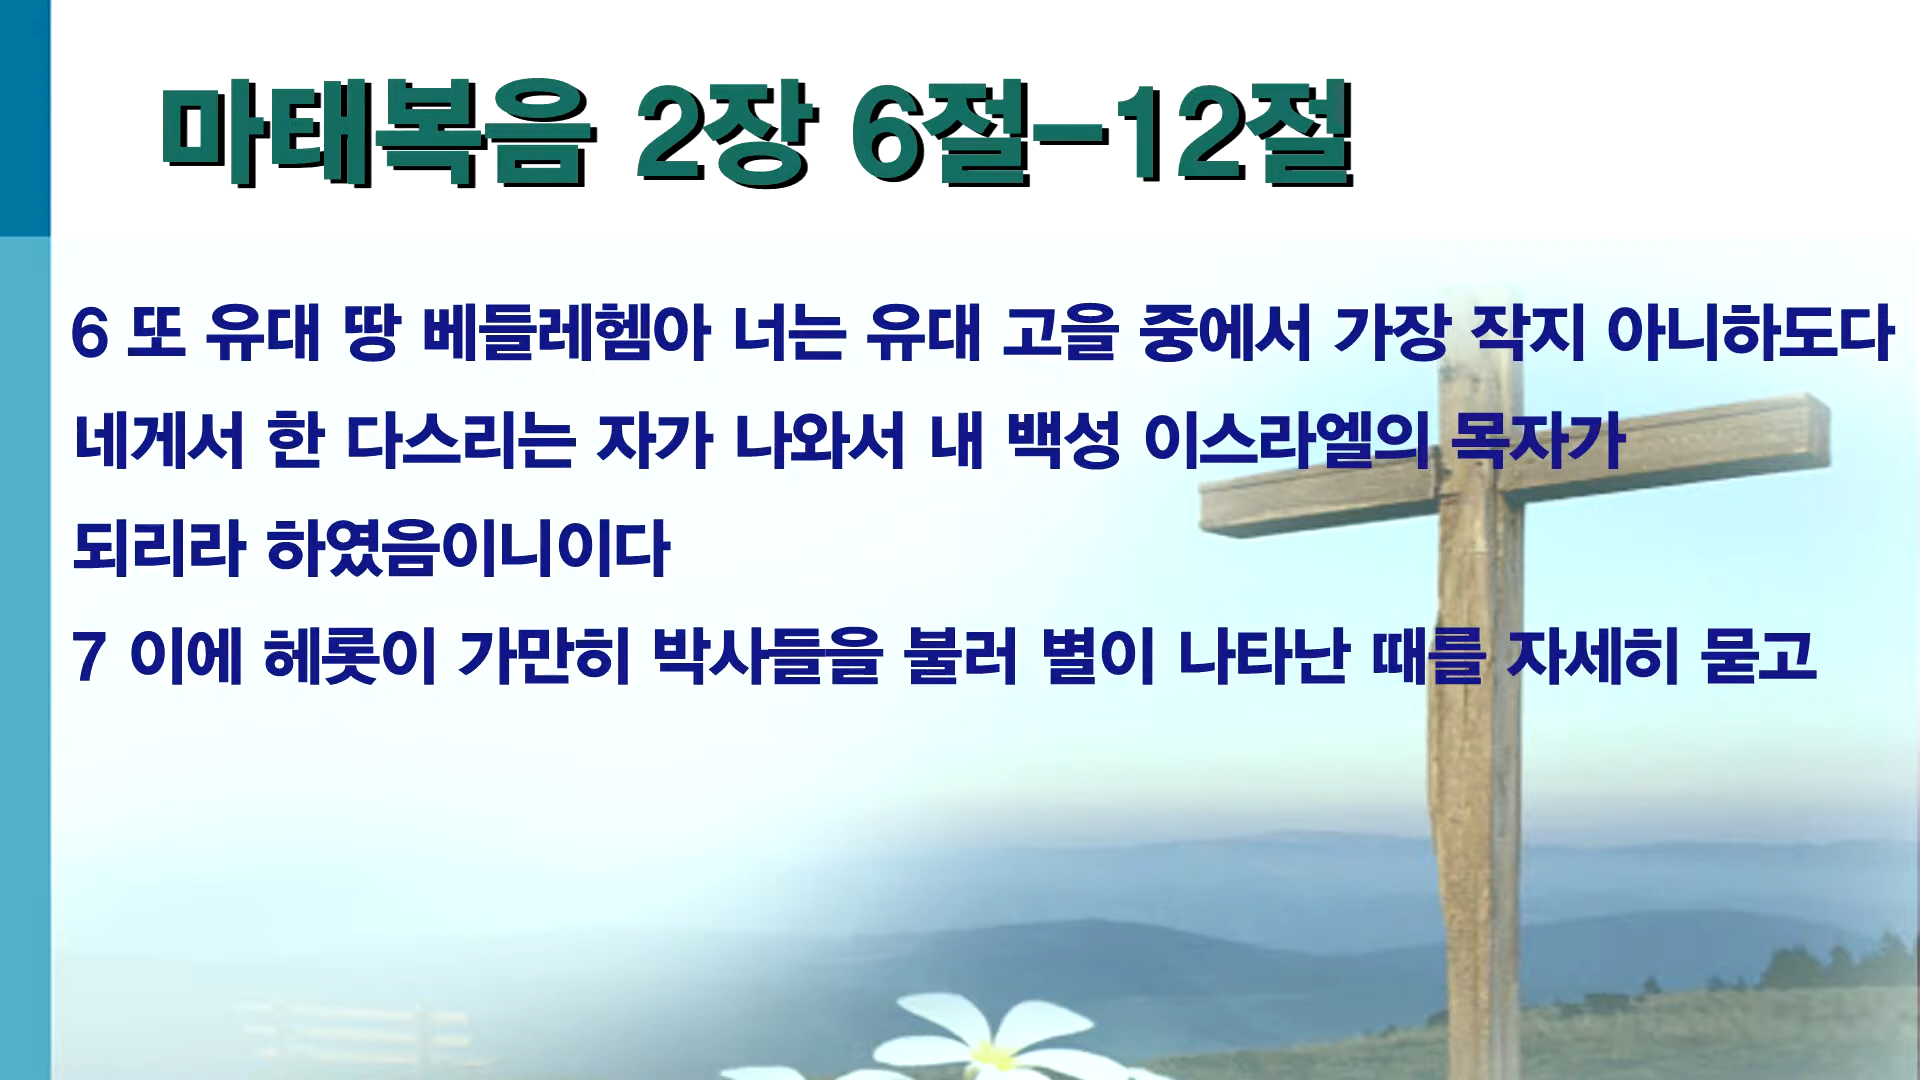 마태복음 2장 6절-12절
6 또 유대 땅 베들레헴아 너는 유대 고을 중에서 가장 작지 아니하도다
네게서 한 다스리는 자가 나와서 내 백성 이스라엘의 목자가
되리라 하였음이니이다
7 이에 헤롯이 가만히 박사들을 불러 별이 나타난 때를 자세히 묻고